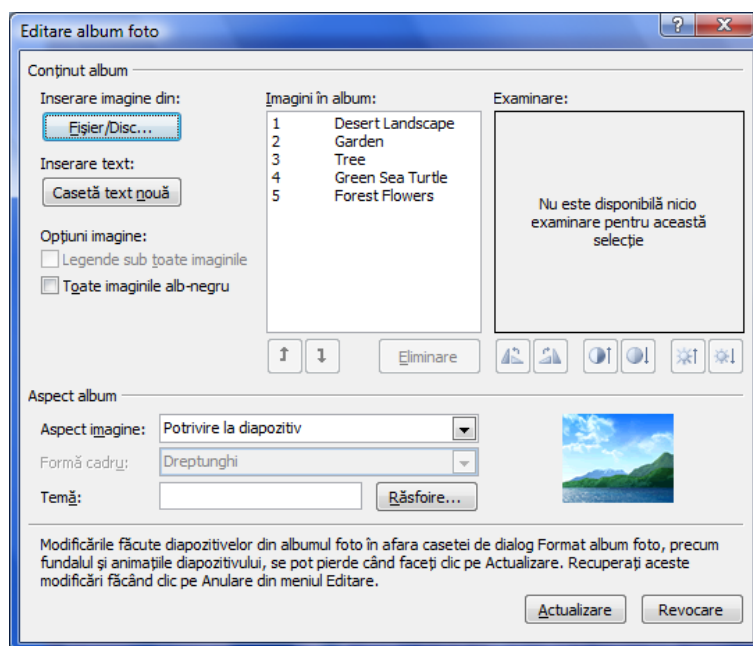 Editare album foto
Conținut album
Inserare imagine din:
Fișier/Disc...
Inserare text:
Casetă text nouă
Opțiuni imagine:
Legende sub toate imaginile
Toate imaginile alb-negru
Imagini în album:
1 Desert Landscape
2 Garden
3 Tree
4 Green Sea Turtle
5 Forest Flowers
Eliminare
Examinare:
Nu este disponibilă nicio
examinare pentru această
selecție
Aspect album
Aspect imagine: Potrivire la diapozitiv
Formă cadru: Dreptunghi
Temă: Răsfoire...
Modificările făcute diapozitivelor din albumul foto în afara casetei de dialog Format album foto, precum
fundalul și animațiile diapozitivului, se pot pierde când faceți clic pe Actualizare. Recuperați aceste
modificări făcând clic pe Anulare din meniul Editare.
Actualizare Revocare